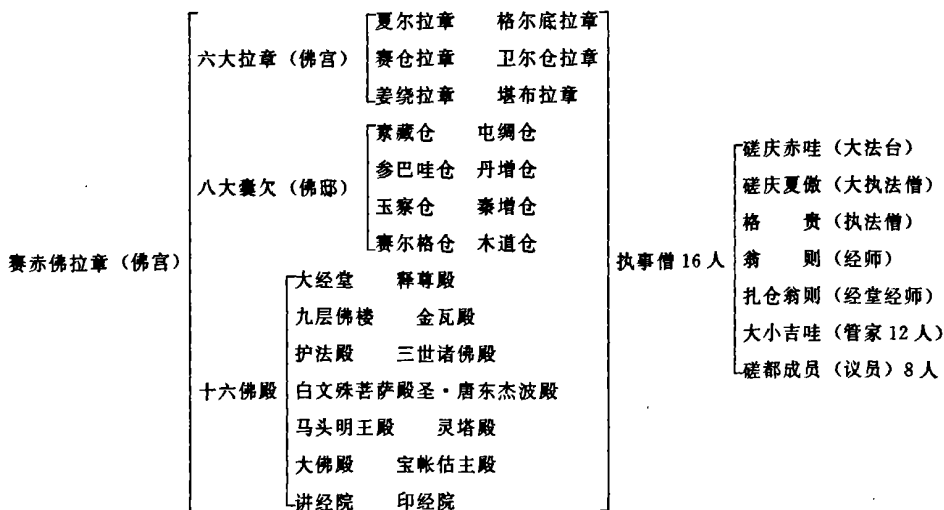 夏尔拉章 格尔底拉章
六大拉章（佛宫） 赛仓拉章 卫尔仓拉章
姜绕拉章 堪布拉章
索藏仓 屯绸仓
参巴哇仓 丹增仓
八大囊欠（佛邸）
玉察仓 秦增仓
赛尔格仓 木道仓
赛赤佛拉章（佛宫）
大经堂 释尊殿
九层佛楼 金瓦殿
护法殿 三世诸佛殿
十六佛殿 白文殊菩萨殿圣·唐东杰波殿
马头明王殿 灵塔殿
大佛殿 宝帐估主殿
讲经院 印经院
执事僧16人
磋庆赤哇（大法台）
磋庆夏傲（大执法僧）
格 贵（执法僧）
翁 则（经师）
扎仓翁则（经堂经师）
大小吉哇（管家12人）
磋都成员（议员）8人